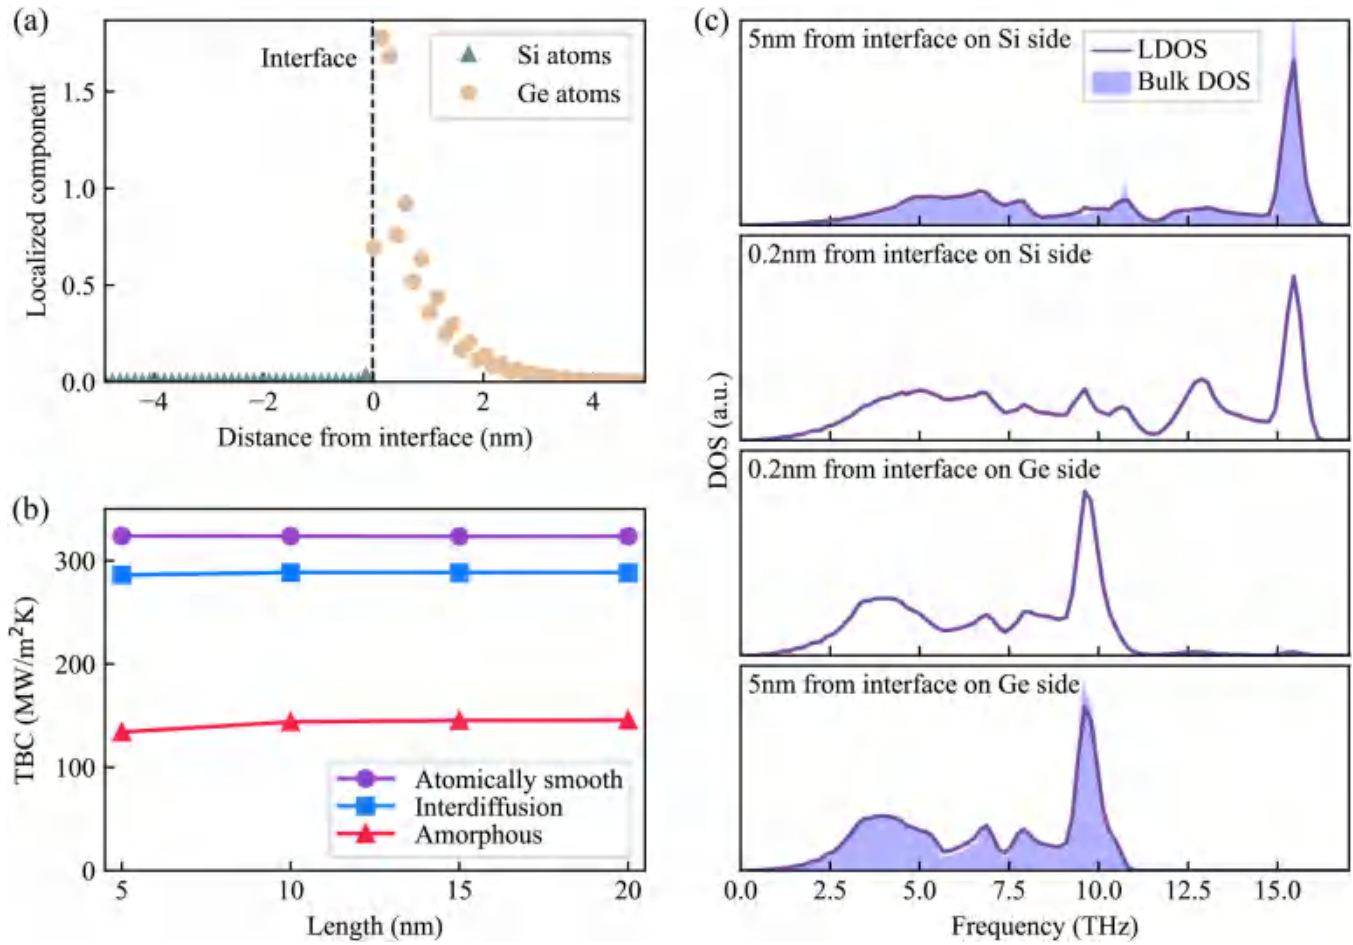 (a)
Interface
Si atoms
Ge atoms
Localized component
1.5
1.0
0.5
0.0
−4
−2
0
2
4
Distance from interface (nm)
(b)
TBC (MW/m²K)
300
200
100
0
Atomically smooth
Interdiffusion
Amorphous
5
10
15
20
Length (nm)
(c)
5nm from interface on Si side
LDOS
Bulk DOS
0.2nm from interface on Si side
DOS (a.u.)
0.2nm from interface on Ge side
5nm from interface on Ge side
0.0
2.5
5.0
7.5
10.0
12.5
15.0
Frequency (THz)